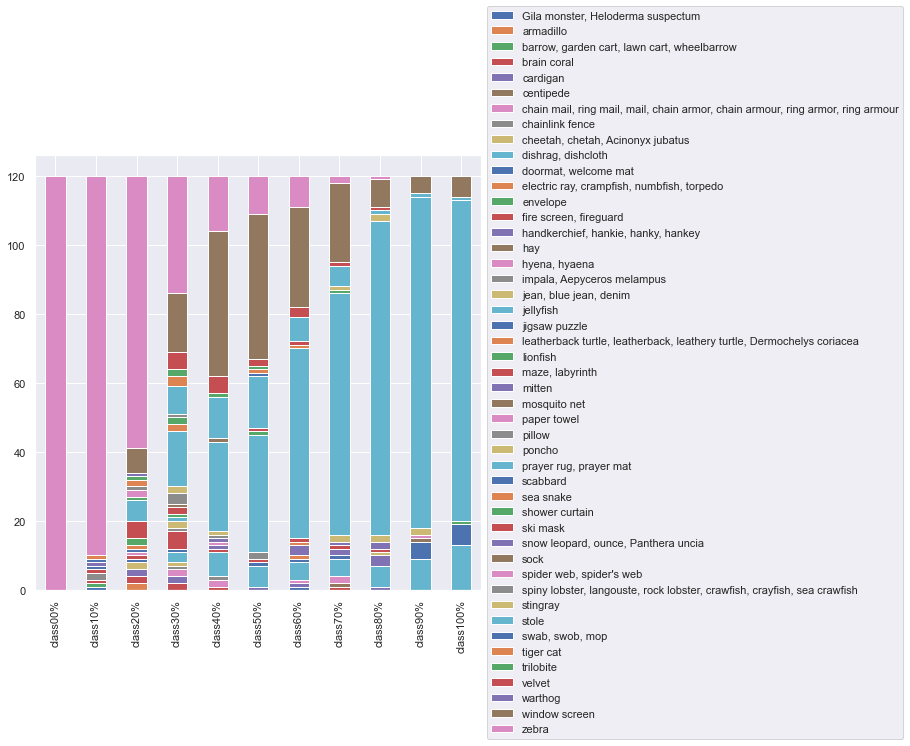 120
100
80
60
40
20
0
class00%
class10%
class20%
class30%
class40%
class50%
class60%
class70%
class80%
class90%
class100%
Gila monster, Heloderma suspectum
armadillo
barrow, garden cart, lawn cart, wheelbarrow
brain coral
cardigan
centipede
chain mail, ring mail, mail, chain armor, chain armour, ring armor, ring armour
chainlink fence
cheetah, chetah, Acinonyx jubatus
dishrag, dishcloth
doormat, welcome mat
electric ray, crampfish, numbfish, torpedo
envelope
fire screen, fireguard
handkerchief, hankie, hanky, hankey
hay
hyena, hyaena
impala, Aepyceros melampus
jean, blue jean, denim
jellyfish
jigsaw puzzle
leatherback turtle, leatherback, leathery turtle, Dermochelys coriacea
lionfish
maze, labyrinth
mitten
mosquito net
paper towel
pillow
poncho
prayer rug, prayer mat
scabbard
sea snake
shower curtain
ski mask
snow leopard, ounce, Panthera uncia
sock
spider web, spider's web
spiny lobster, langouste, rock lobster, crawfish, crayfish, sea crawfish
stingray
stole
swab, swob, mop
tiger cat
trilobite
velvet
warthog
window screen
zebra